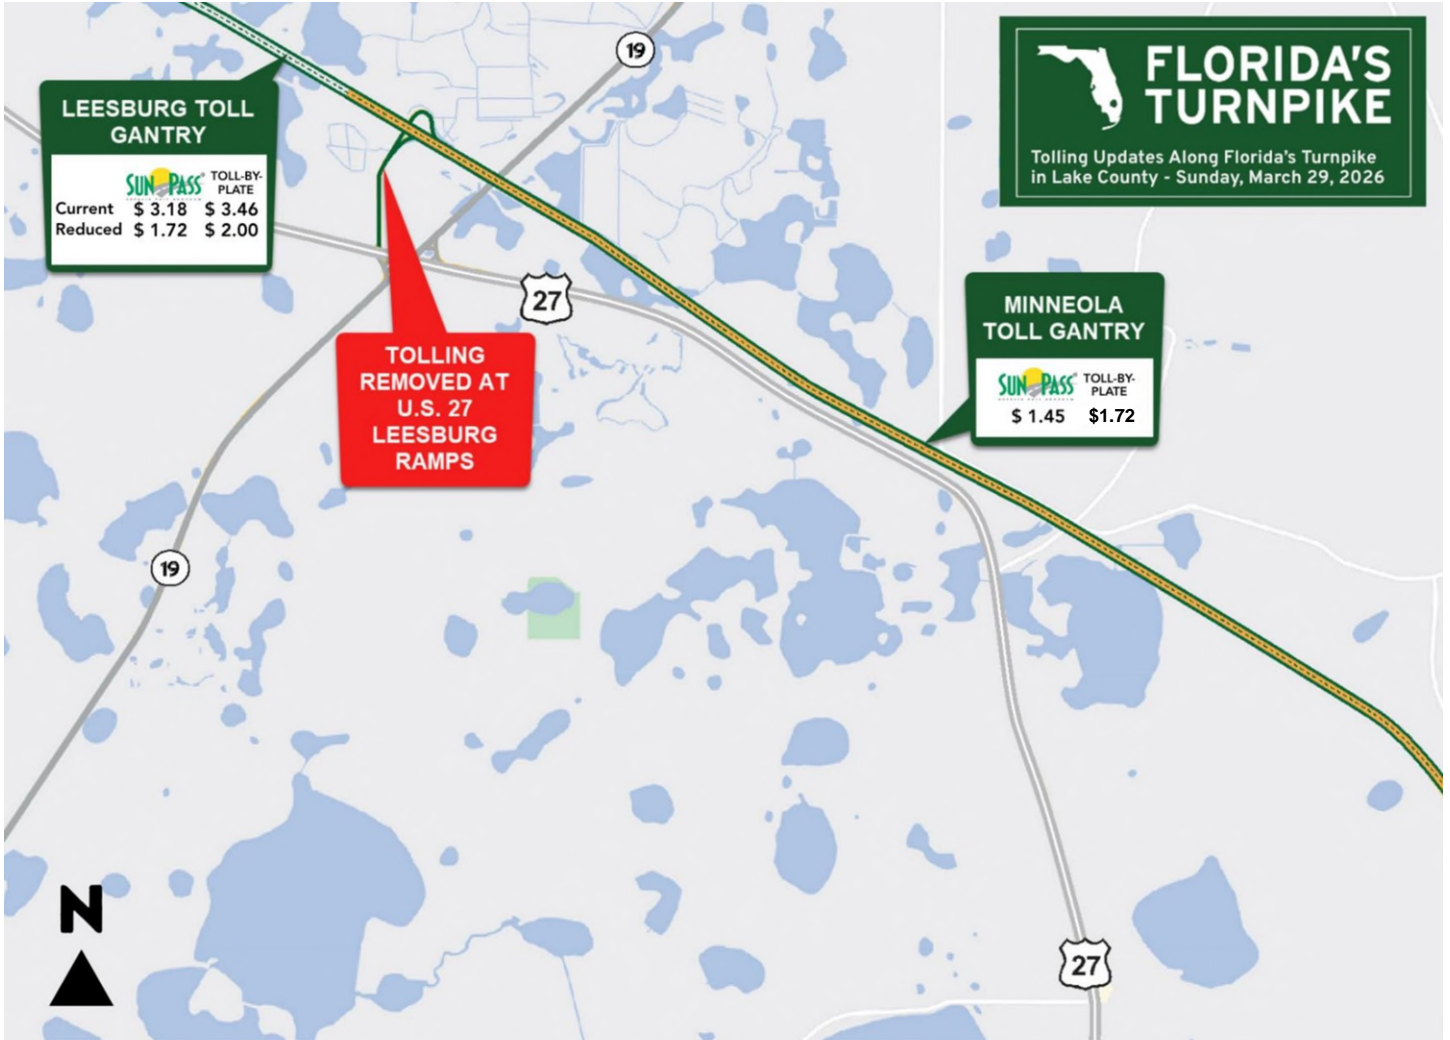 FLORIDA'S
TURNPIKE
Tolling Updates Along Florida's Turnpike
in Lake County - Sunday, March 29, 2026
19
LEESBURG TOLL
GANTRY
SUNPASS® TOLL-BY-
PLATE
Current $ 3.18 $ 3.46
Reduced $ 1.72 $ 2.00
27
MINNEOLA
TOLL GANTRY
SUNPASS® TOLL-BY-
PLATE
$ 1.45 $1.72
TOLLING
REMOVED AT
U.S. 27
LEESBURG
RAMPS
19
N
27